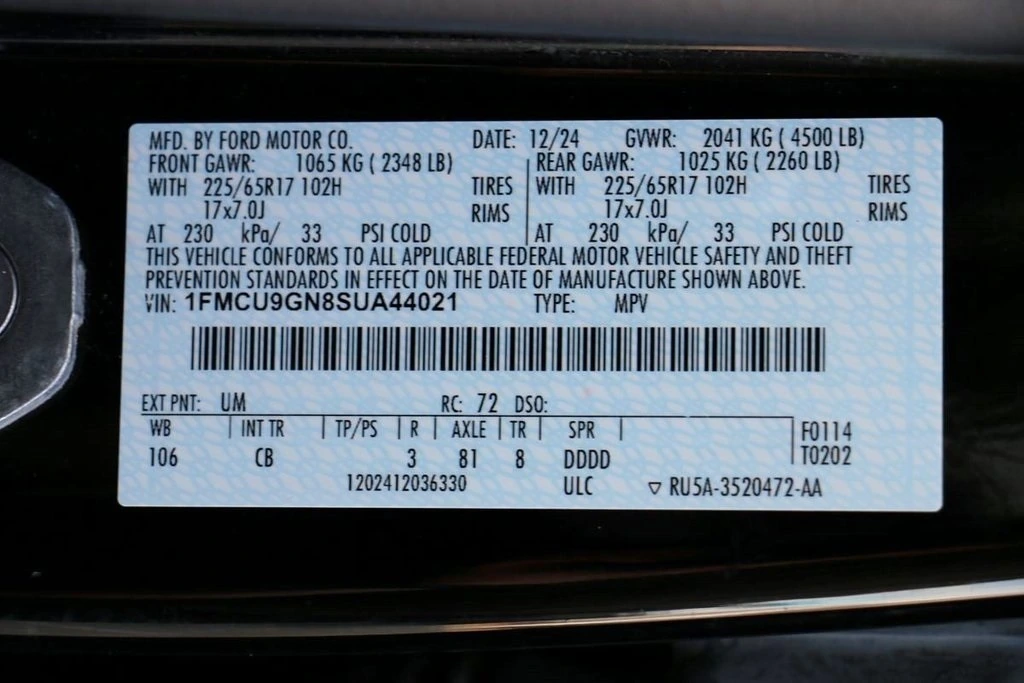 MFD. BY FORD MOTOR CO. DATE: 12/24 GVWR: 2041 KG ( 4500 LB)
FRONT GAWR: 1065 KG ( 2348 LB) REAR GAWR: 1025 KG ( 2260 LB)
WITH 225/65R17 102H TIRES WITH 225/65R17 102H TIRES
17x7.0J RIMS 17x7.0J RIMS
AT 230 kPa/ 33 PSI COLD AT 230 kPa/ 33 PSI COLD
THIS VEHICLE CONFORMS TO ALL APPLICABLE FEDERAL MOTOR VEHICLE SAFETY AND THEFT
PREVENTION STANDARDS IN EFFECT ON THE DATE OF MANUFACTURE SHOWN ABOVE.
VIN: 1FMCU9GN8SUA44021 TYPE: MPV
EXT PNT: UM RC: 72 DSO:
WB INT TR TP/PS R AXLE TR SPR F0114
106 CB 3 81 8 DDDD T0202
1202412036330 ULC ▽ RU5A-3520472-AA